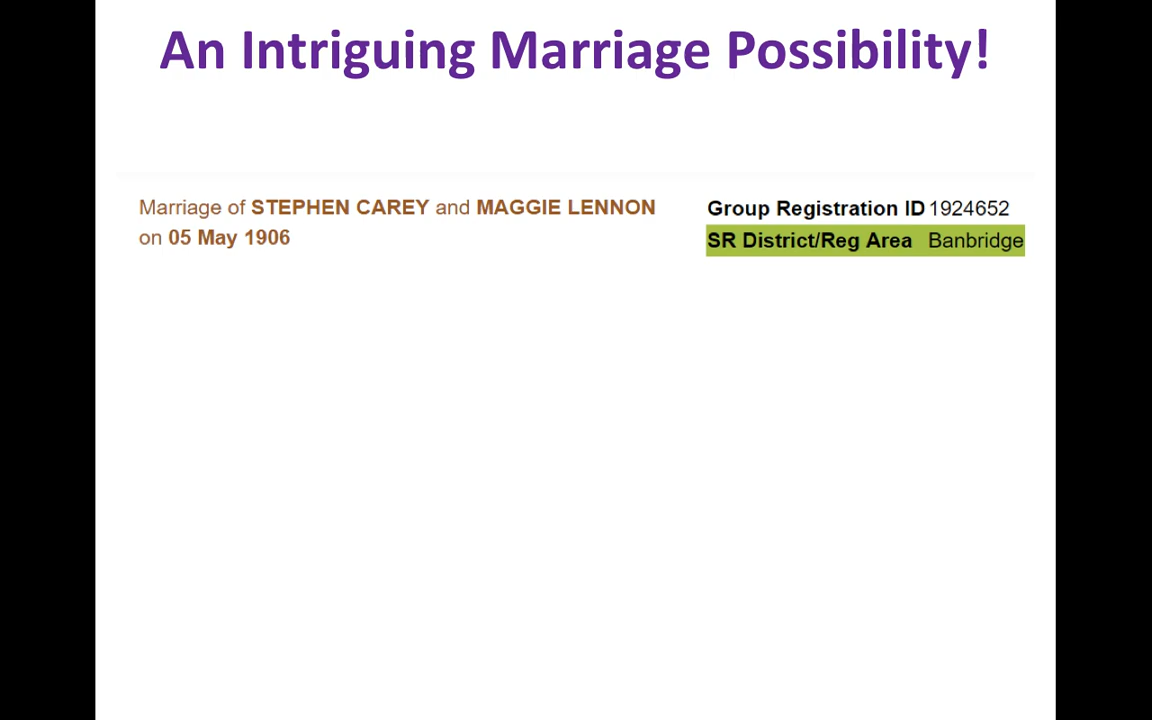 An Intriguing Marriage Possibility!
Marriage of STEPHEN CAREY and MAGGIE LENNON
on 05 May 1906
Group Registration ID 1924652
SR District/Reg Area Banbridge